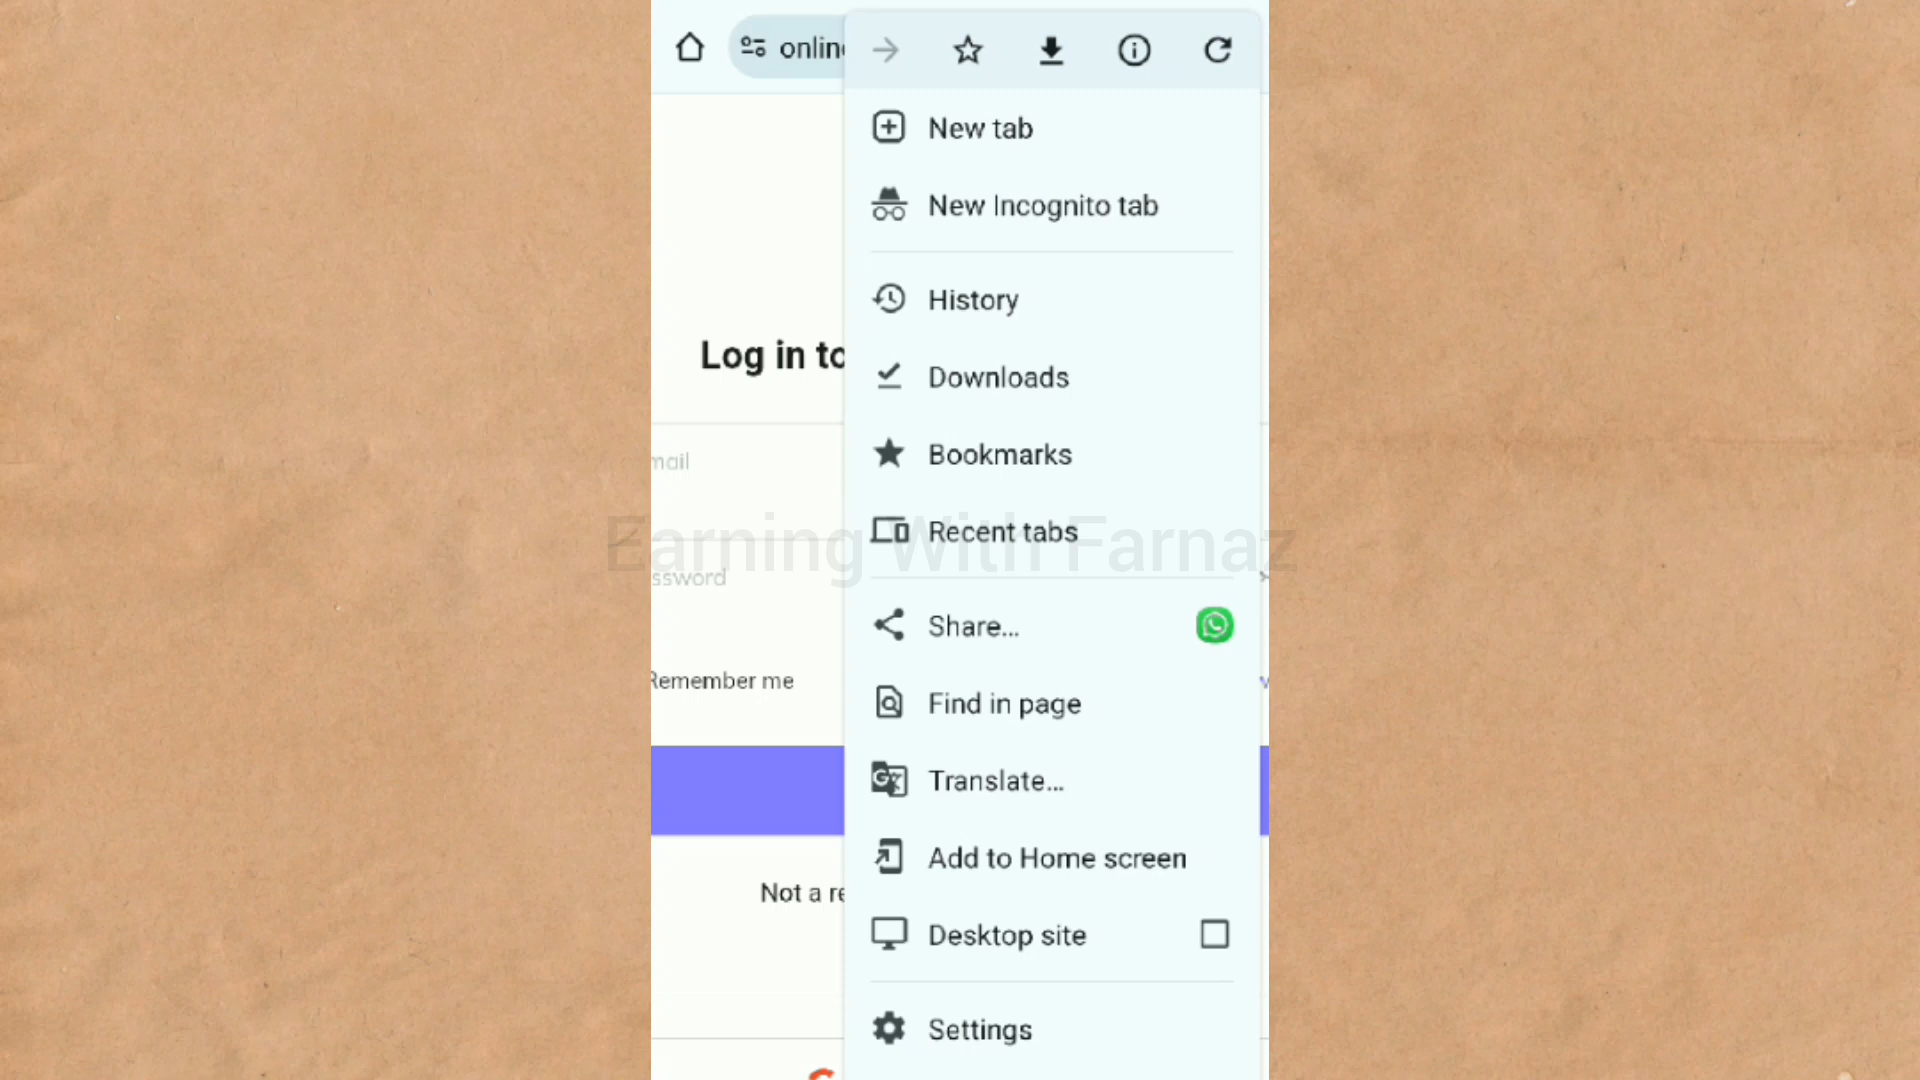 onlin
New tab
New Incognito tab
History
Log in to
Downloads
mail
Bookmarks
Recent tabs
Earning With Farnaz
ssword
Share...
Remember me
Find in page
Translate...
Add to Home screen
Not a re
Desktop site
Settings